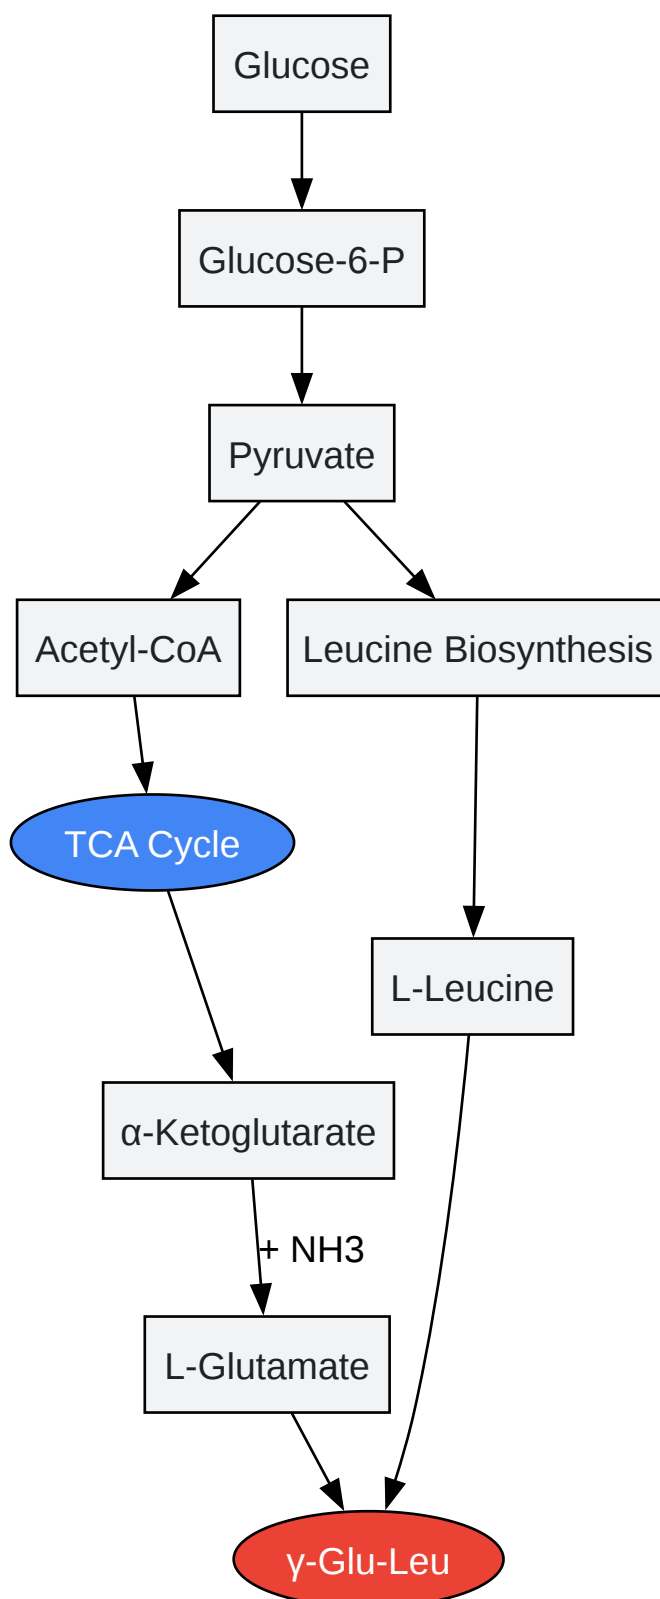 Glucose
Glucose-6-P
Pyruvate
Acetyl-CoA
Leucine Biosynthesis
TCA Cycle
L-Leucine
α-Ketoglutarate
+ NH3
L-Glutamate
γ-Glu-Leu